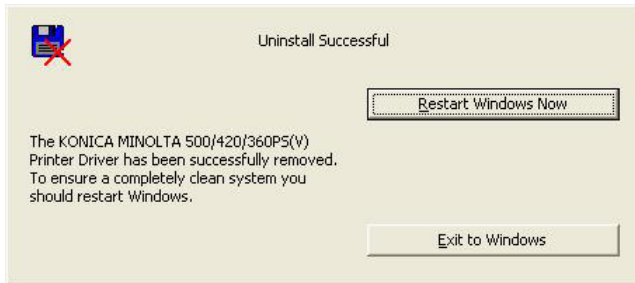 Uninstall Successful
Restart Windows Now
The KONICA MINOLTA 500/420/360PS(V)
Printer Driver has been successfully removed.
To ensure a completely clean system you
should restart Windows.
Exit to Windows